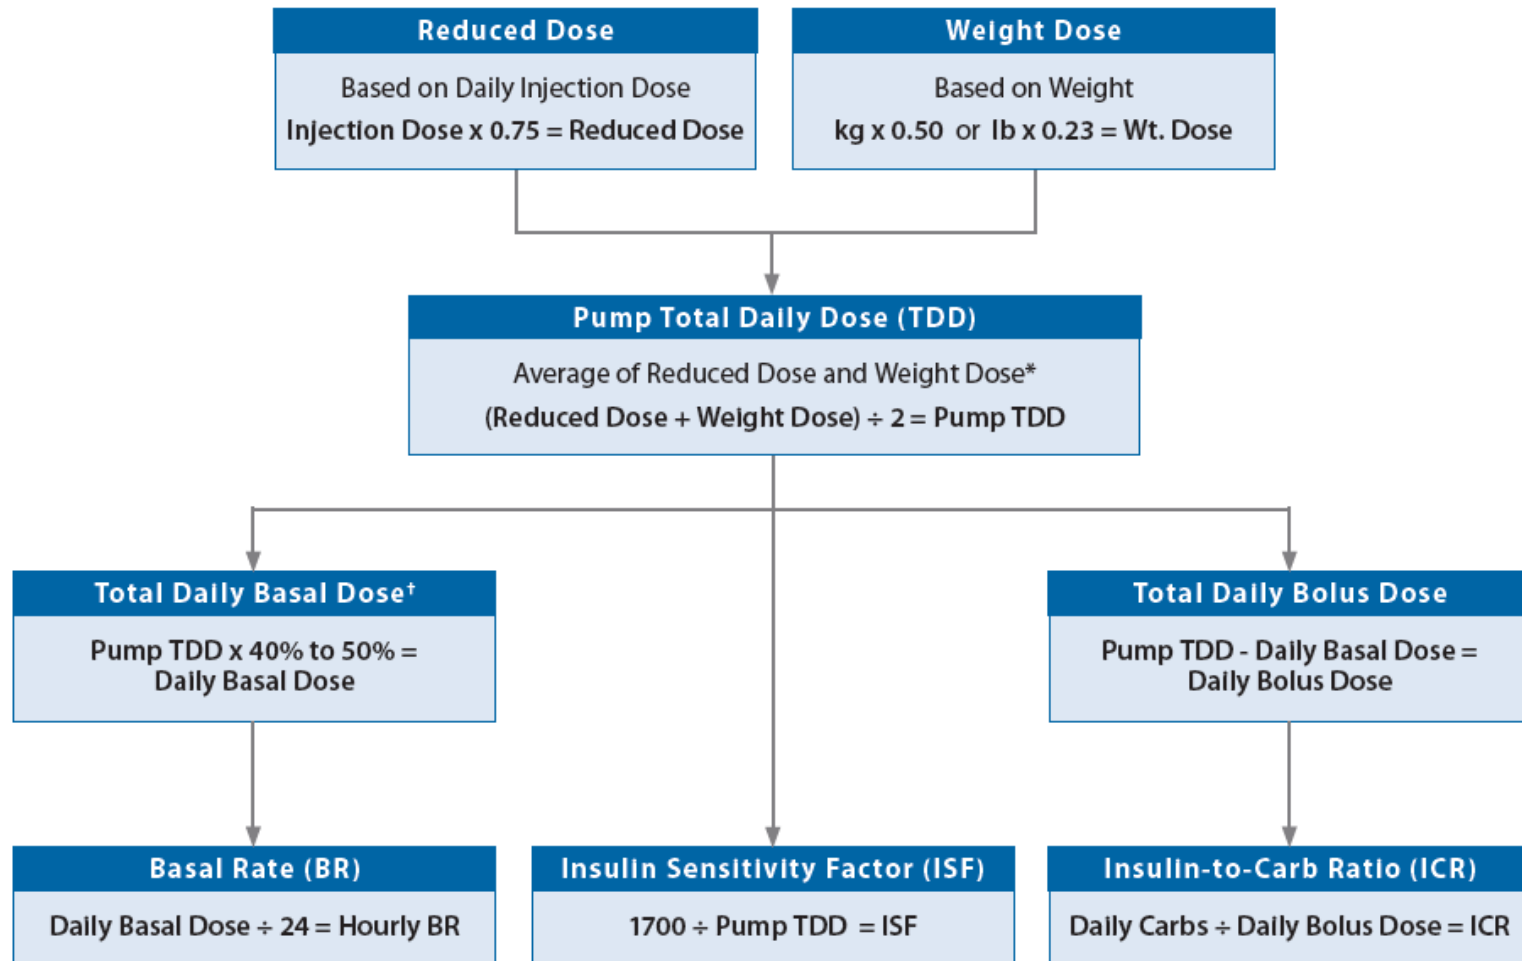 Reduced Dose
Based on Daily Injection Dose
Injection Dose x 0.75 = Reduced Dose
Weight Dose
Based on Weight
kg x 0.50 or lb x 0.23 = Wt. Dose
Pump Total Daily Dose (TDD)
Average of Reduced Dose and Weight Dose*
(Reduced Dose + Weight Dose) ÷ 2 = Pump TDD
Total Daily Basal Dose†
Pump TDD x 40% to 50% =
Daily Basal Dose
Total Daily Bolus Dose
Pump TDD - Daily Basal Dose =
Daily Bolus Dose
Basal Rate (BR)
Daily Basal Dose ÷ 24 = Hourly BR
Insulin Sensitivity Factor (ISF)
1700 ÷ Pump TDD = ISF
Insulin-to-Carb Ratio (ICR)
Daily Carbs ÷ Daily Bolus Dose = ICR